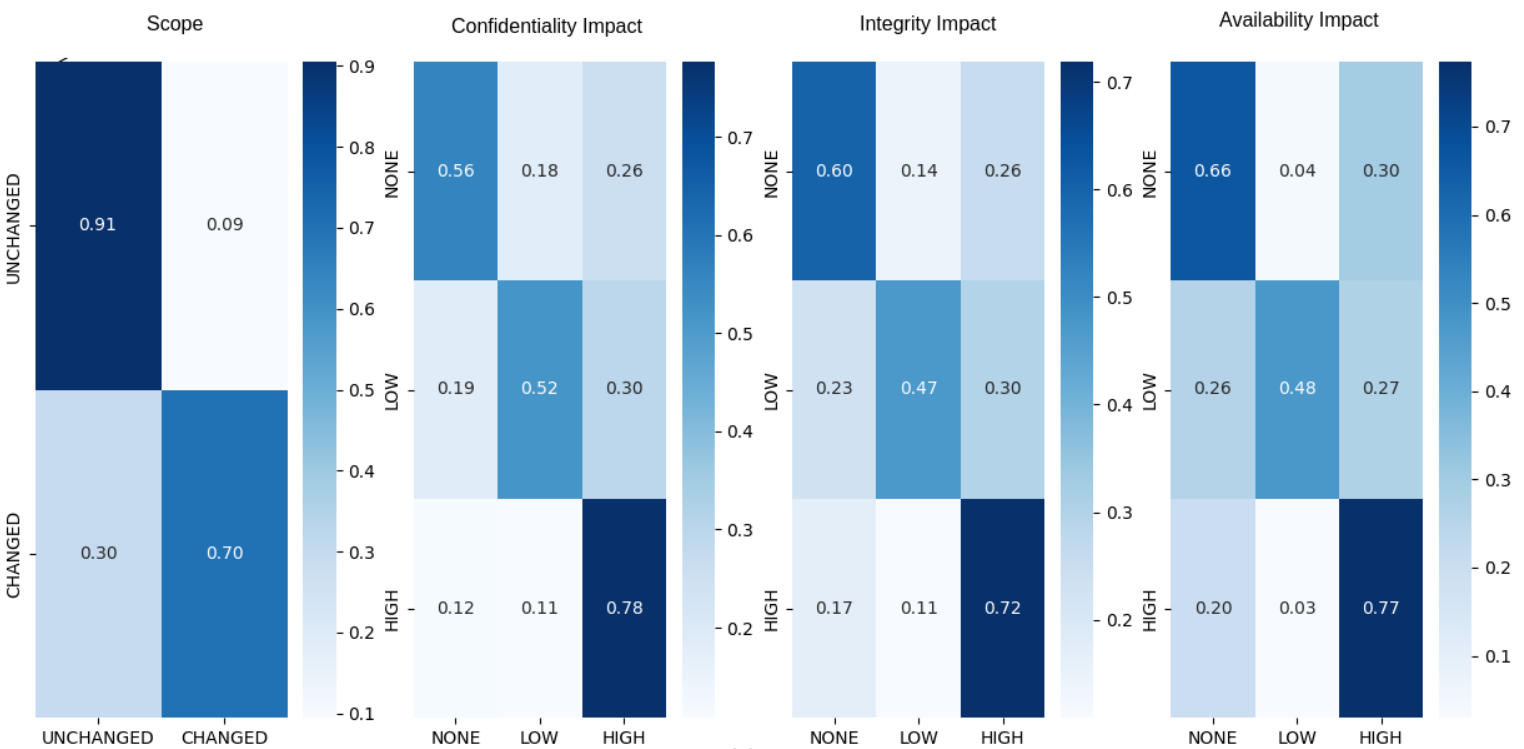 Scope
UNCHANGED
CHANGED
0.91 0.09
0.30 0.70
UNCHANGED CHANGED
0.9
0.8
0.7
0.6
0.5
0.4
0.3
0.2
0.1
Confidentiality Impact
NONE
LOW
HIGH
0.56 0.18 0.26
0.19 0.52 0.30
0.12 0.11 0.78
NONE LOW HIGH
0.7
0.6
0.5
0.4
0.3
0.2
Integrity Impact
NONE
LOW
HIGH
0.60 0.14 0.26
0.23 0.47 0.30
0.17 0.11 0.72
NONE LOW HIGH
0.7
0.6
0.5
0.4
0.3
0.2
Availability Impact
NONE
LOW
HIGH
0.66 0.04 0.30
0.26 0.48 0.27
0.20 0.03 0.77
NONE LOW HIGH
0.7
0.6
0.5
0.4
0.3
0.2
0.1